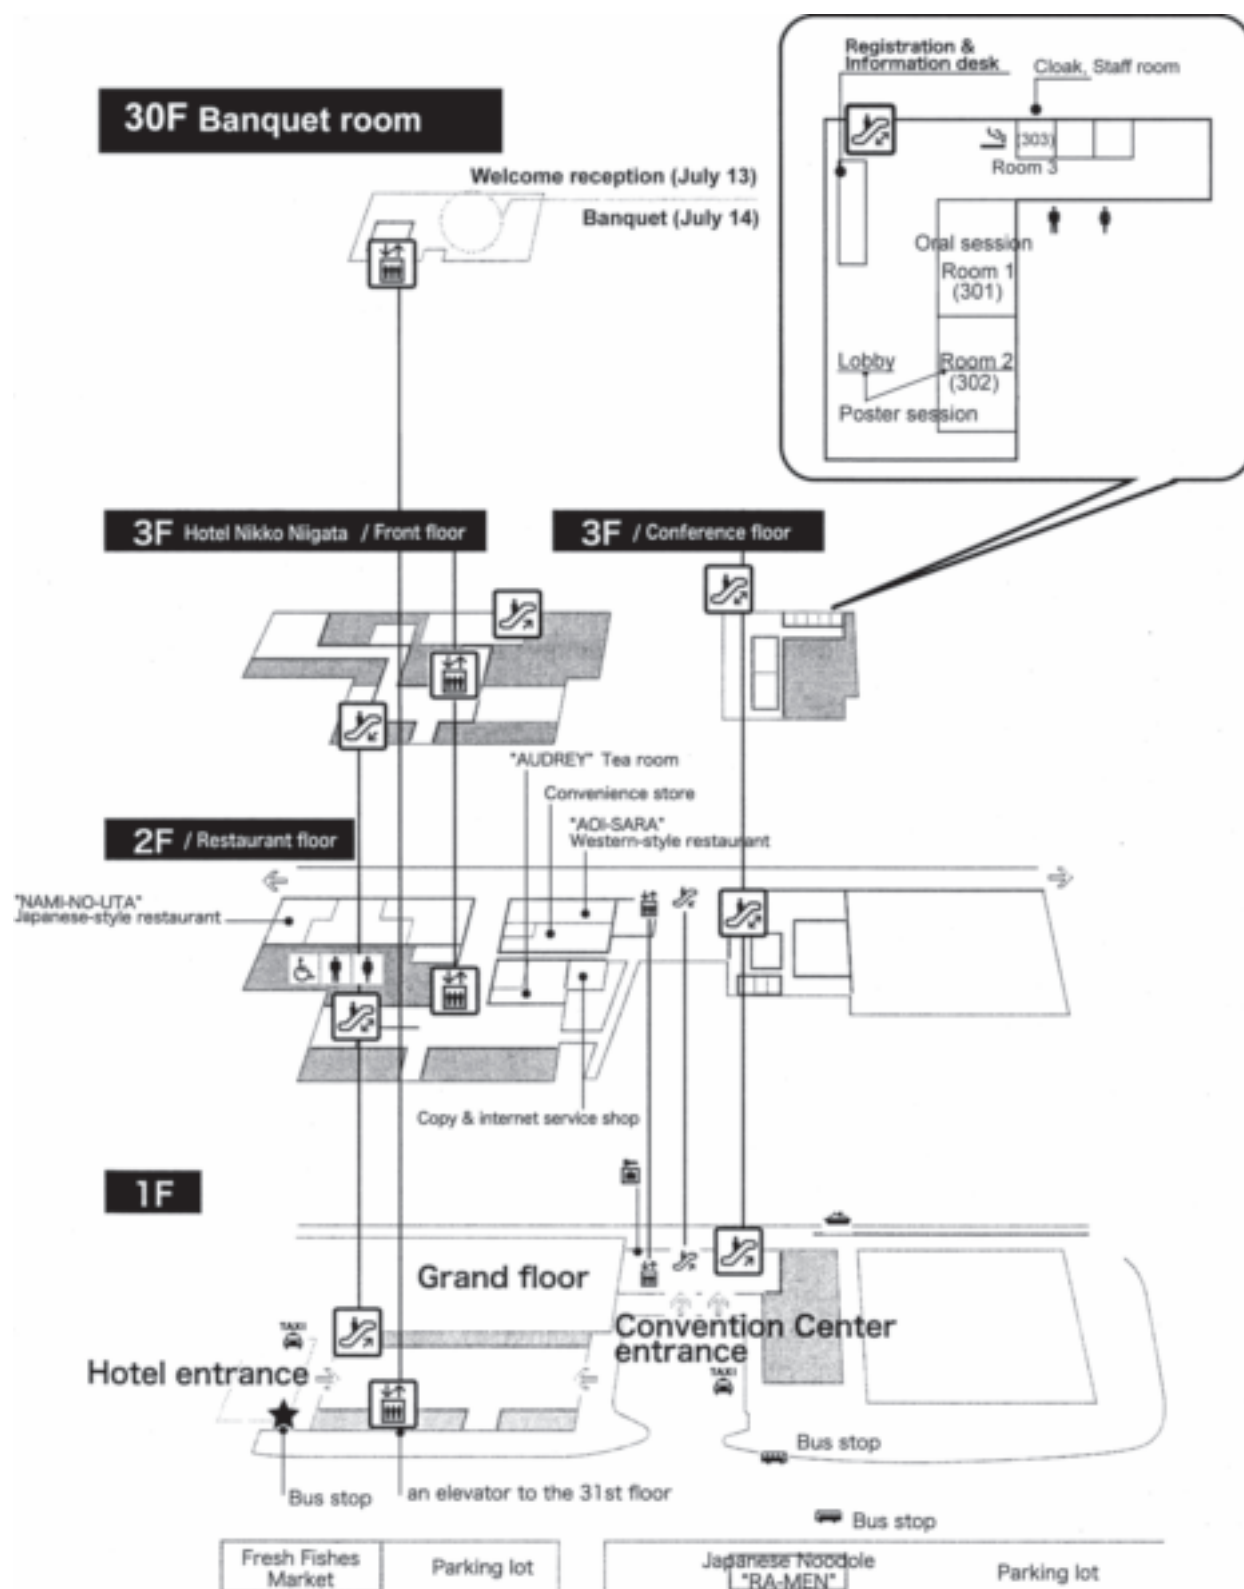 Registration &
Information desk
Cloak, Staff room
30F Banquet room
(303)
Room 3
Welcome reception (July 13)
Banquet (July 14)
Oral session
Room 1
(301)
Lobby
Room 2
(302)
Poster session
3F Hotel Nikko Niigata / Front floor
3F / Conference floor
"AUDREY" Tea room
Convenience store
"AOI-SARA"
Western-style restaurant
2F / Restaurant floor
"NAMI-NO-UTA"
Japanese-style restaurant
Copy & internet service shop
1F
Grand floor
TAXI
Convention Center
entrance
Hotel entrance
TAXI
Bus stop
Bus stop
an elevator to the 31st floor
Bus stop
Fresh Fishes
Market
Parking lot
Japanese Noodole
"RA-MEN"
Parking lot